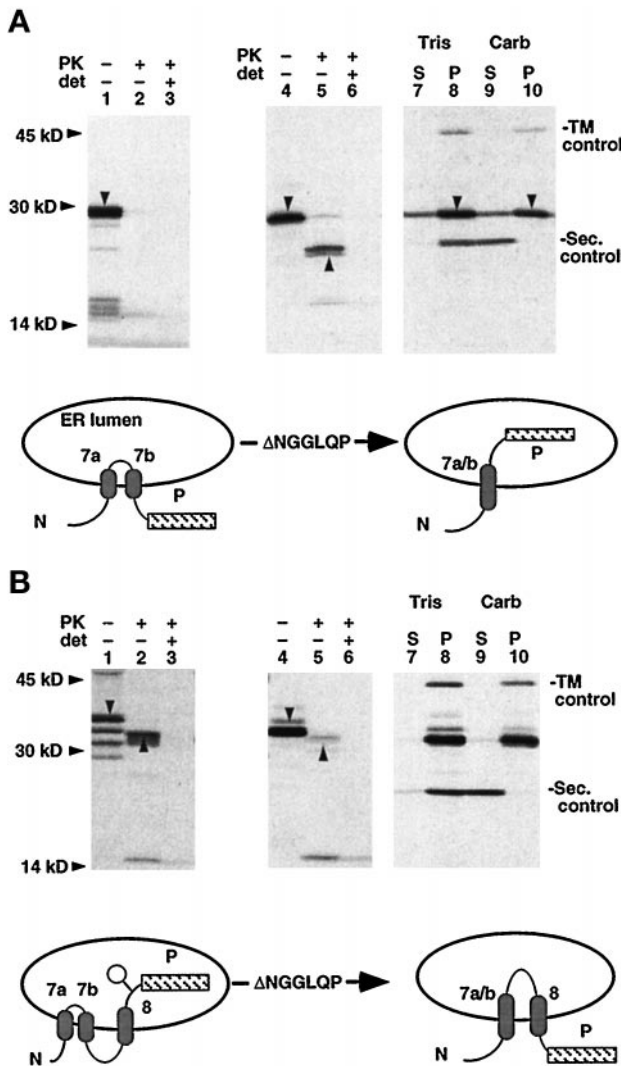 A
PK – + + – + + Tris Carb
det – – + – – + S P S P
1 2 3 4 5 6 7 8 9 10
45 kD
-TM control
30 kD
-Sec. control
14 kD
ER lumen
7a 7b P N
ΔNGGLQP
7a/b P N
B
PK – + + – + + Tris Carb
det – – + – – + S P S P
1 2 3 4 5 6 7 8 9 10
45 kD
-TM control
30 kD
-Sec. control
14 kD
7a 7b P 8 N
ΔNGGLQP
7a/b 8 P N